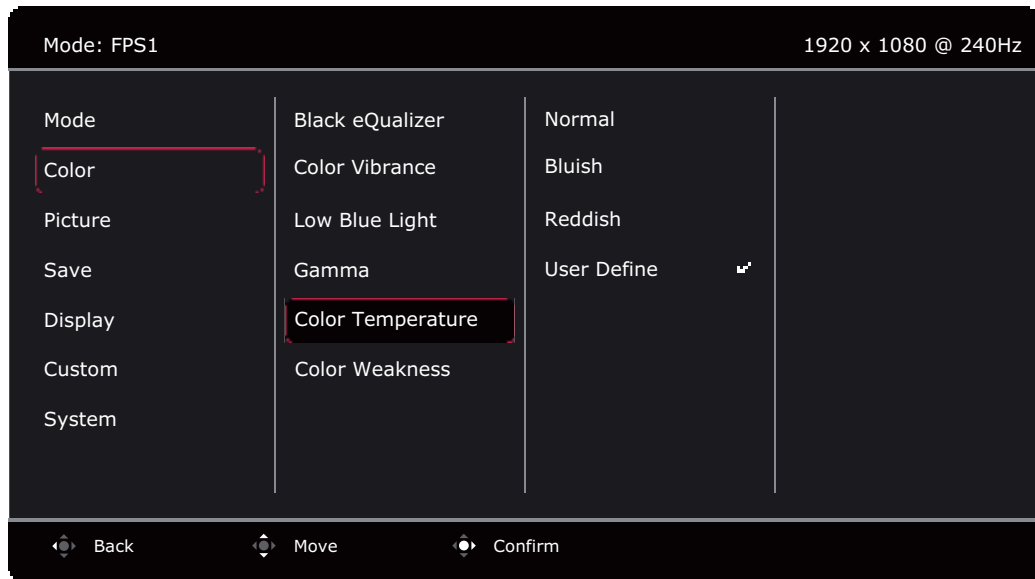 Mode: FPS1
1920 x 1080 @ 240Hz
Mode
Color
Picture
Save
Display
Custom
System
Black eQualizer
Color Vibrance
Low Blue Light
Gamma
Color Temperature
Color Weakness
Normal
Bluish
Reddish
User Define
Back
Move
Confirm